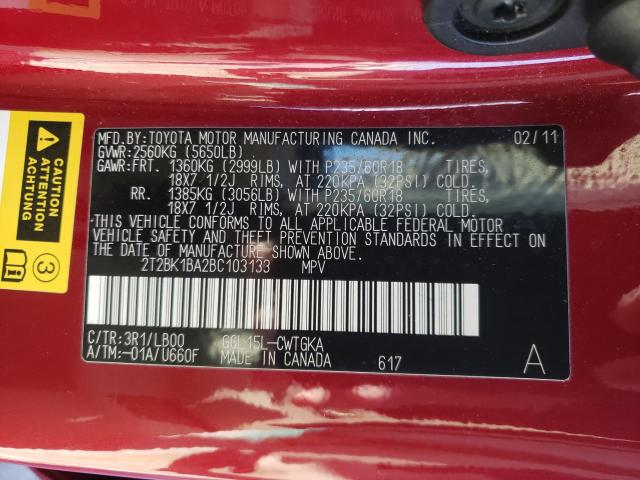 MFD.BY:TOYOTA MOTOR MANUFACTURING CANADA INC. 02/11
GVWR:2560KG (5650LB)
GAWR:FRT. 1360KG (2999LB) WITH P235/60R18 TIRES,
18X7 1/2J RIMS, AT 220KPA (32PSI) COLD.
RR. 1385KG (3056LB) WITH P235/60R18 TIRES,
18X7 1/2J RIMS, AT 220KPA (32PSI) COLD.
THIS VEHICLE CONFORMS TO ALL APPLICABLE FEDERAL MOTOR
VEHICLE SAFETY AND THEFT PREVENTION STANDARDS IN EFFECT ON
THE DATE OF MANUFACTURE SHOWN ABOVE.
2T2BK1BA2BC103133 MPV
C/TR:3R1/LB00 GGL15L-CWTGKA
A/TM:-01A/U660F MADE IN CANADA 617 A
3